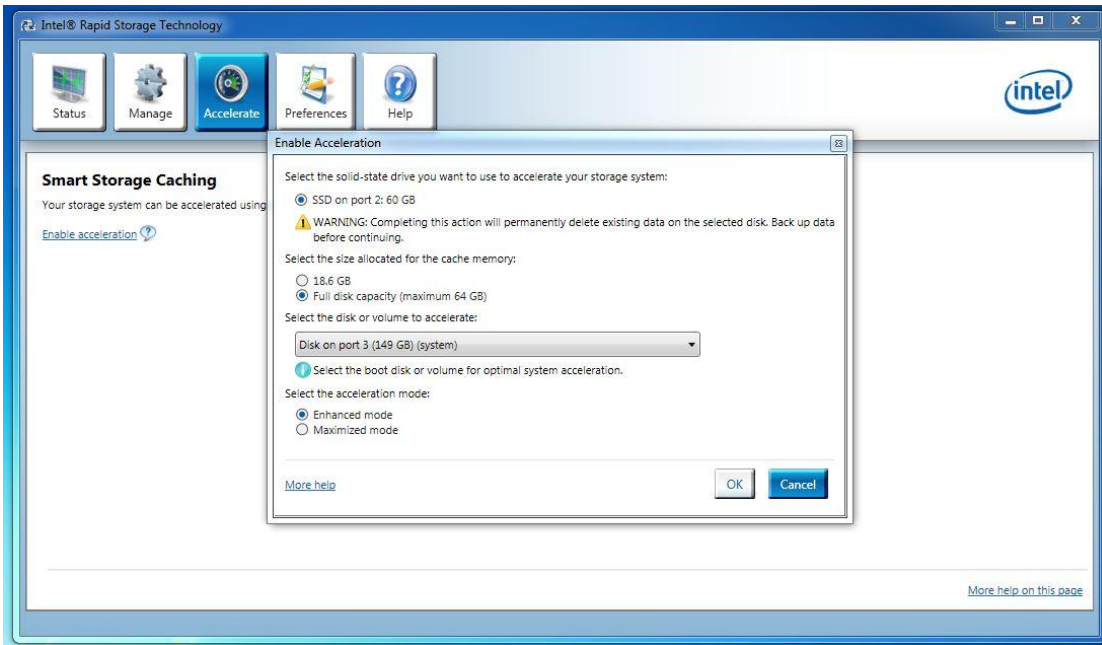 Intel® Rapid Storage Technology
Status
Manage
Accelerate
Preferences
Help
intel
Smart Storage Caching
Your storage system can be accelerated using
Enable acceleration
Enable Acceleration
Select the solid-state drive you want to use to accelerate your storage system:
SSD on port 2: 60 GB
WARNING: Completing this action will permanently delete existing data on the selected disk. Back up data
before continuing.
Select the size allocated for the cache memory:
18.6 GB
Full disk capacity (maximum 64 GB)
Select the disk or volume to accelerate:
Disk on port 3 (149 GB) (system)
Select the boot disk or volume for optimal system acceleration.
Select the acceleration mode:
Enhanced mode
Maximized mode
More help
OK
Cancel
More help on this page